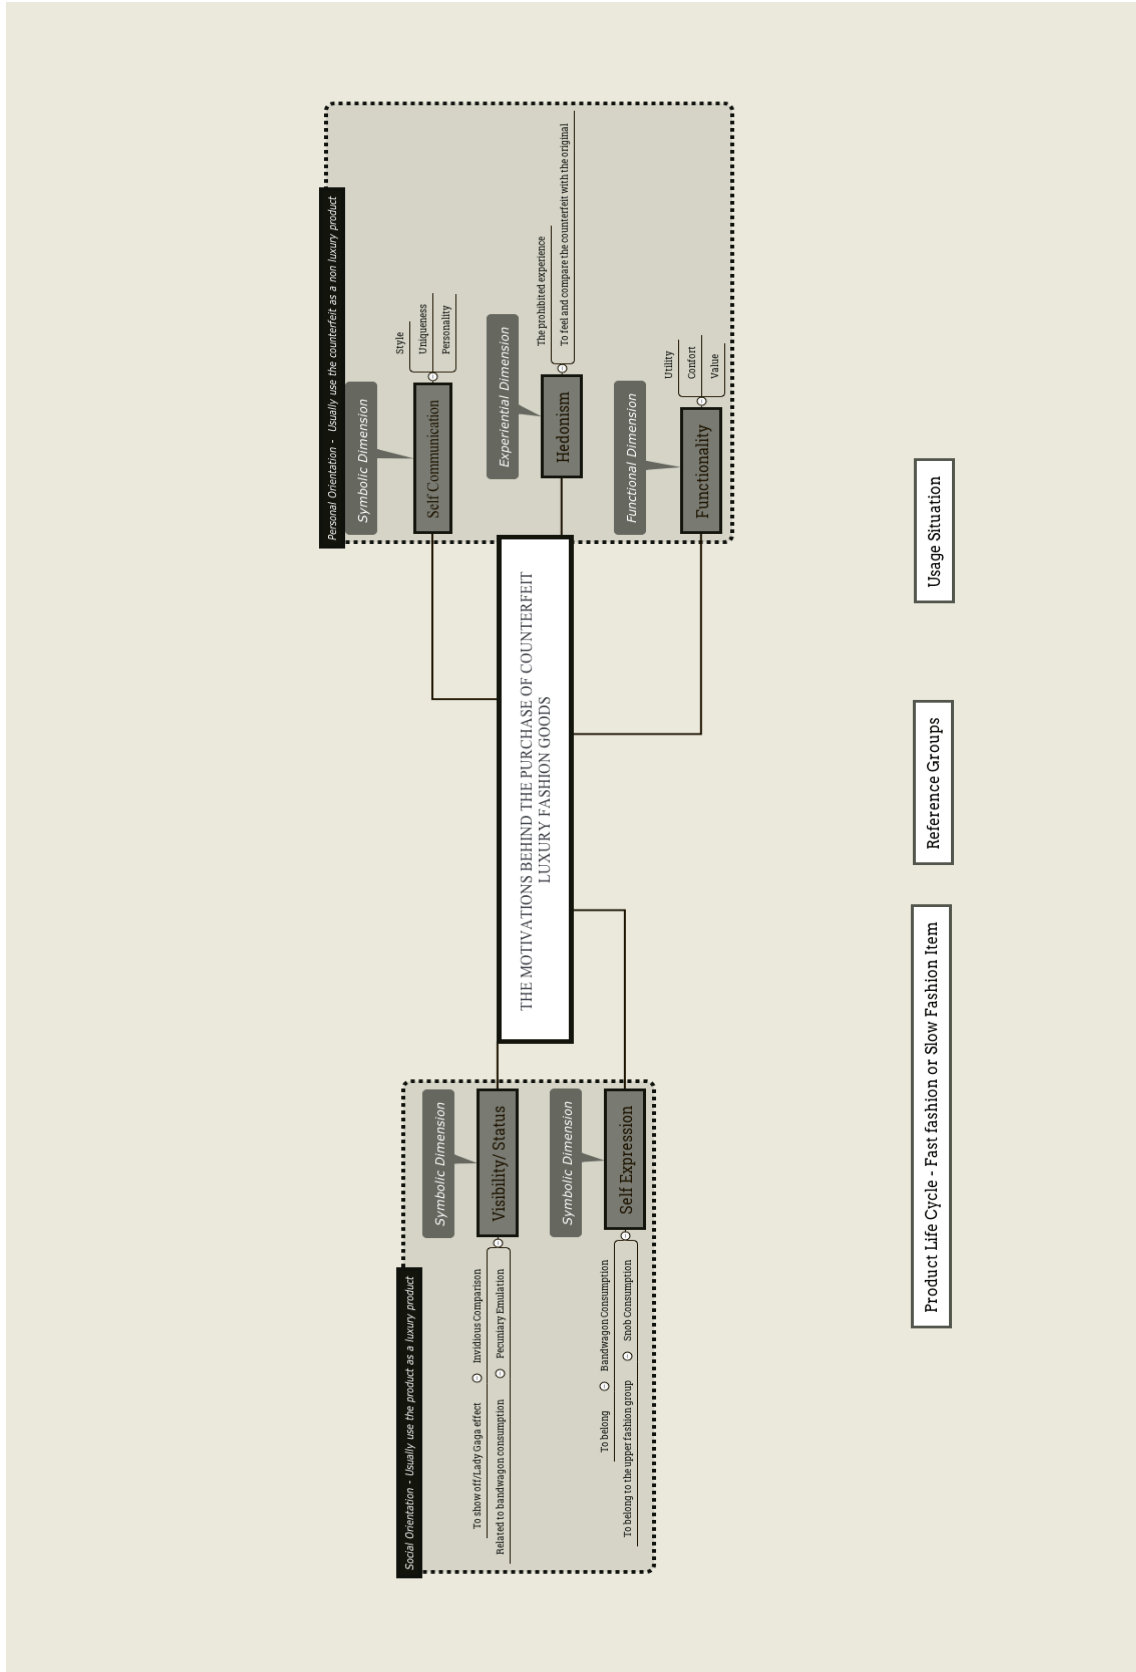 Social Orientation - Usually use the product as a luxury product
Symbolic Dimension
Visibility/ Status
Invidious Comparison
To show off/Lady Gaga effect
Pecuniary Emulation
Related to bandwagon consumption
Symbolic Dimension
Self Expression
Bandwagon Consumption
To belong
Snob Consumption
To belong to the upper fashion group
THE MOTIVATIONS BEHIND THE PURCHASE OF COUNTERFEIT
LUXURY FASHION GOODS
Personal Orientation - Usually use the counterfeit as a non luxury product
Symbolic Dimension
Self Communication
Style
Uniqueness
Personality
Experiential Dimension
Hedonism
The prohibited experience
To feel and compare the counterfeit with the original
Functional Dimension
Functionality
Utility
Confort
Value
Product Life Cycle - Fast fashion or Slow Fashion Item
Reference Groups
Usage Situation